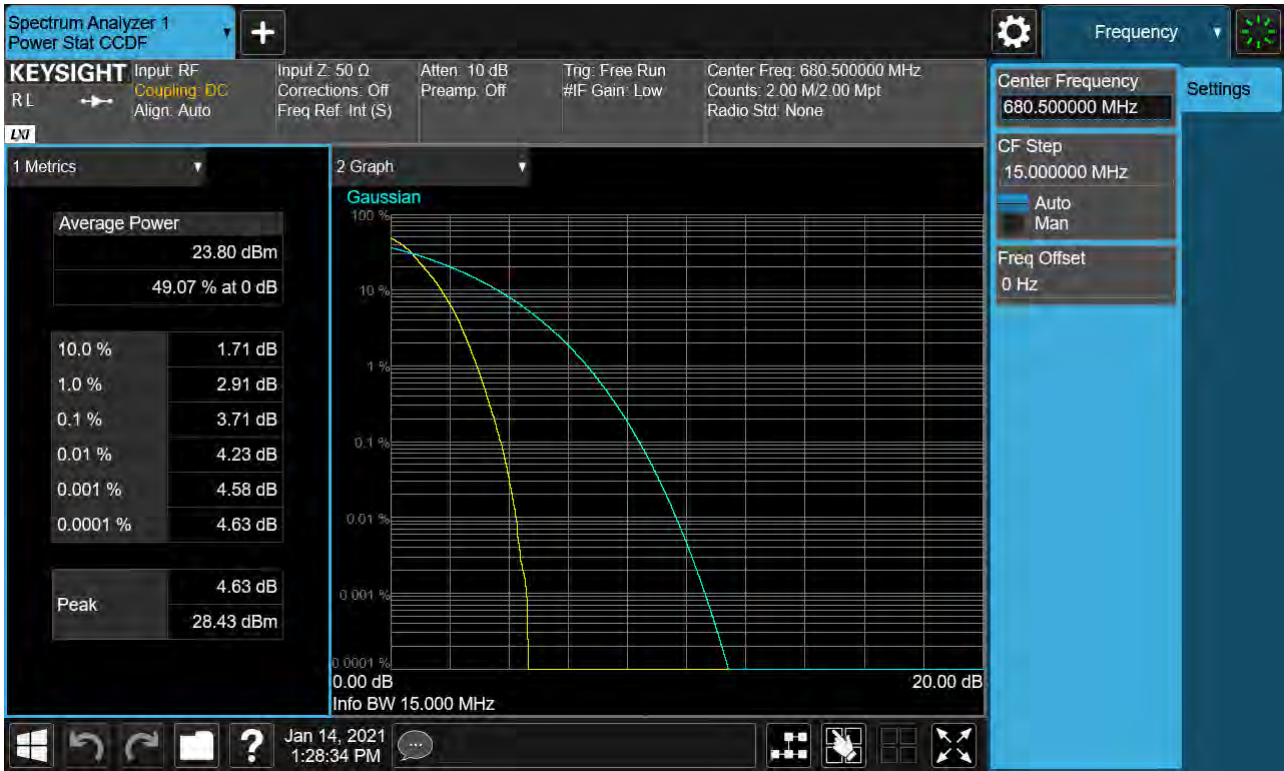 Spectrum Analyzer 1
Power Stat CCDF
+
Frequency
KEYSIGHT
RL
LXI
Input: RF
Coupling: DC
Align: Auto
Input Z: 50 Ω
Corrections: Off
Freq Ref: Int (S)
Atten: 10 dB
Preamp: Off
Trig: Free Run
#IF Gain: Low
Center Freq: 680.500000 MHz
Counts: 2.00 M/2.00 Mpt
Radio Std: None
Center Frequency
680.500000 MHz
Settings
CF Step
15.000000 MHz
Auto
Man
Freq Offset
0 Hz
1 Metrics
Average Power
23.80 dBm
49.07 % at 0 dB
10.0 % 1.71 dB
1.0 % 2.91 dB
0.1 % 3.71 dB
0.01 % 4.23 dB
0.001 % 4.58 dB
0.0001 % 4.63 dB
Peak
4.63 dB
28.43 dBm
2 Graph
Gaussian
100 %
10 %
1 %
0.1 %
0.01 %
0.001 %
0.0001 %
0.00 dB 20.00 dB
Info BW 15.000 MHz
?
Jan 14, 2021
1:28:34 PM